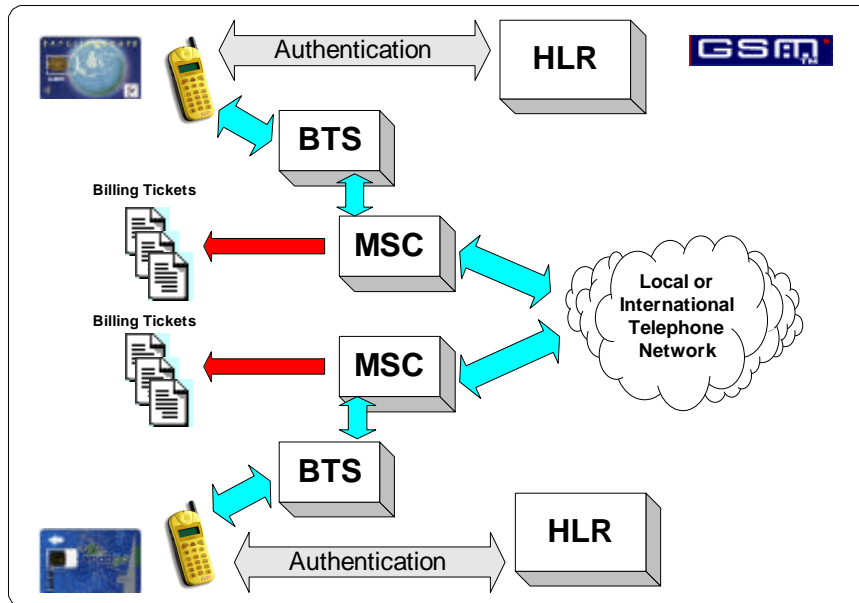 Authentication
HLR
GSM
BTS
Billing Tickets
MSC
Local or
International
Telephone
Network
Billing Tickets
MSC
BTS
HLR
Authentication